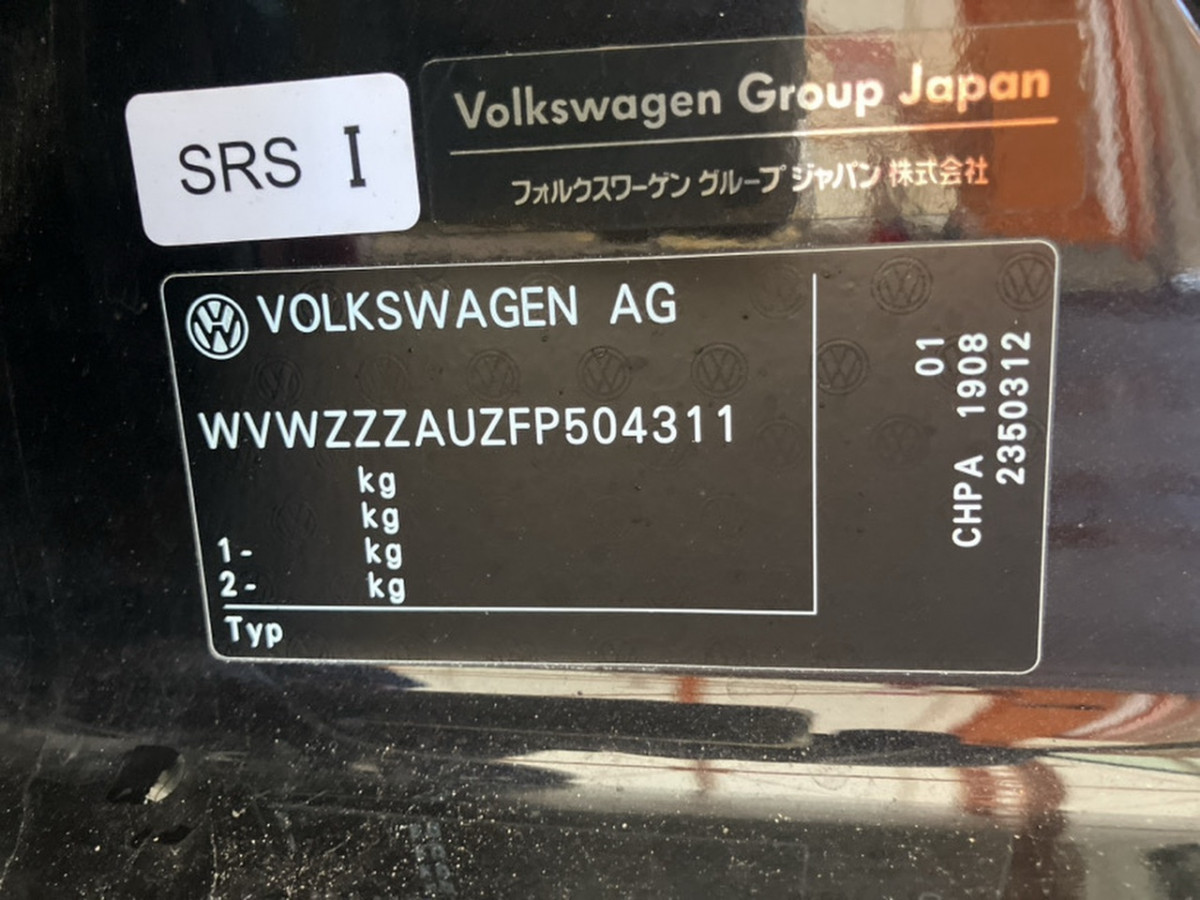 SRS I
Volkswagen Group Japan
フォルクスワーゲン グループ ジャパン 株式会社
VOLKSWAGEN AG
WVWZZZAUZFP504311
kg
kg
1- kg
2- kg
Typ
01
CHPA 1908
2350312